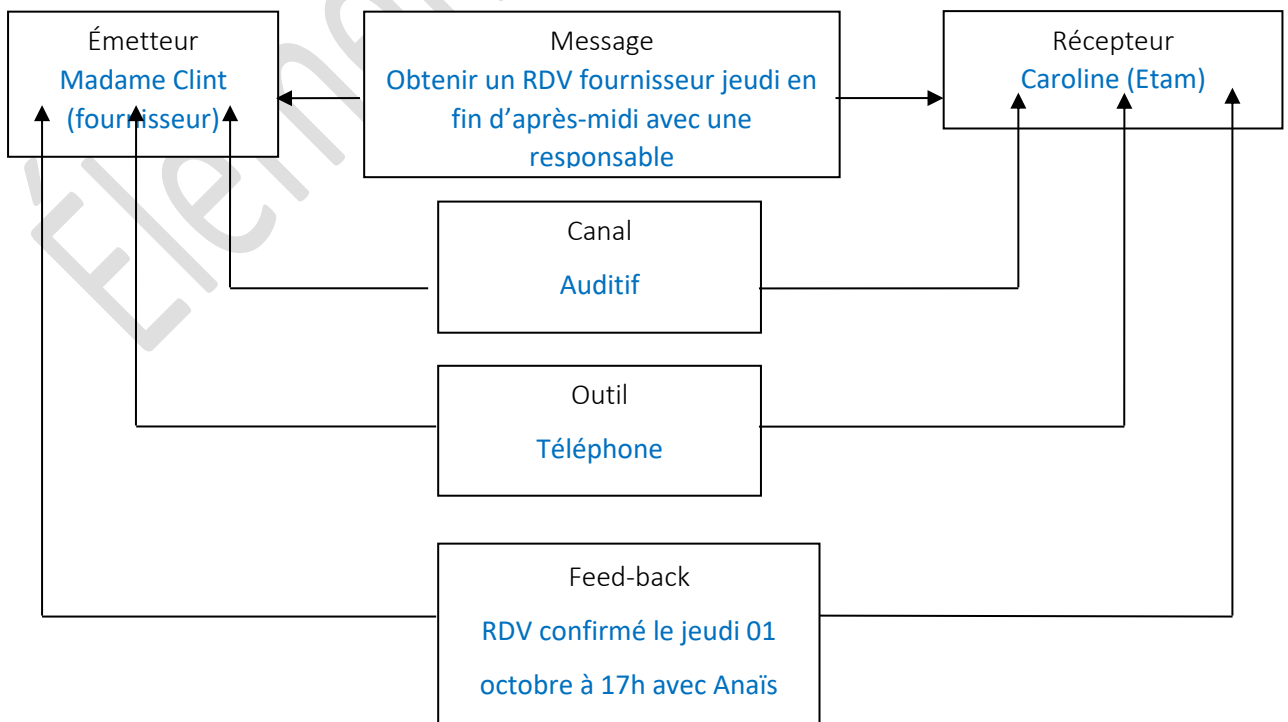 Émetteur
Madame Clint
(fournisseur)
Message
Obtenir un RDV fournisseur jeudi en
fin d’après-midi avec une
responsable
Récepteur
Caroline (Etam)
Canal
Auditif
Outil
Téléphone
Feed-back
RDV confirmé le jeudi 01
octobre à 17h avec Anaïs